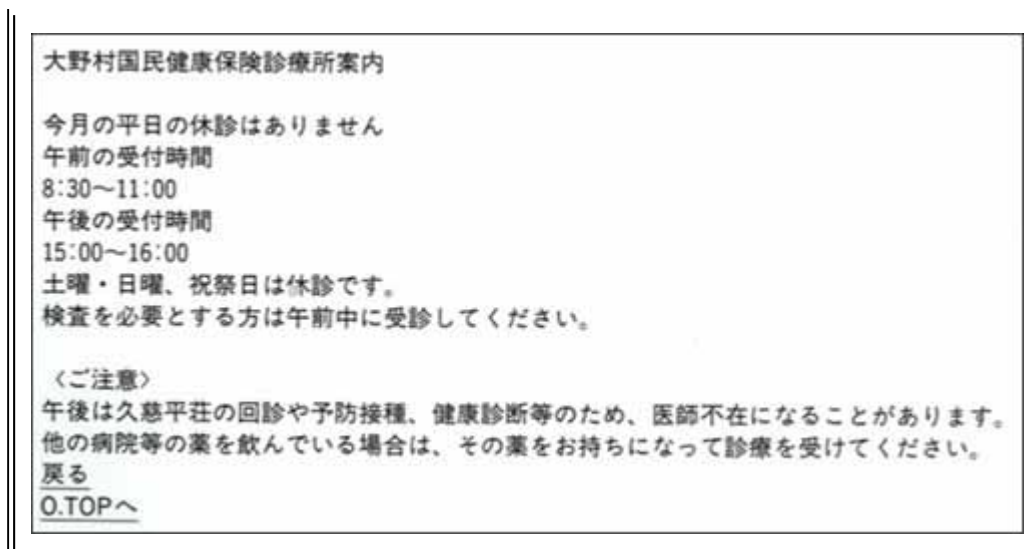 大野村国民健康保険診療所案内
今月の平日の休診はありません
午前の受付時間
8:30〜11:00
午後の受付時間
15:00〜16:00
土曜・日曜、祝祭日は休診です。
検査を必要とする方は午前中に受診してください。
〈ご注意〉
午後は久慈平荘の回診や予防接種、健康診断等のため、医師不在になることがあります。
他の病院等の薬を飲んでいる場合は、その薬をお持ちになって診療を受けてください。
戻る
0.TOPへ